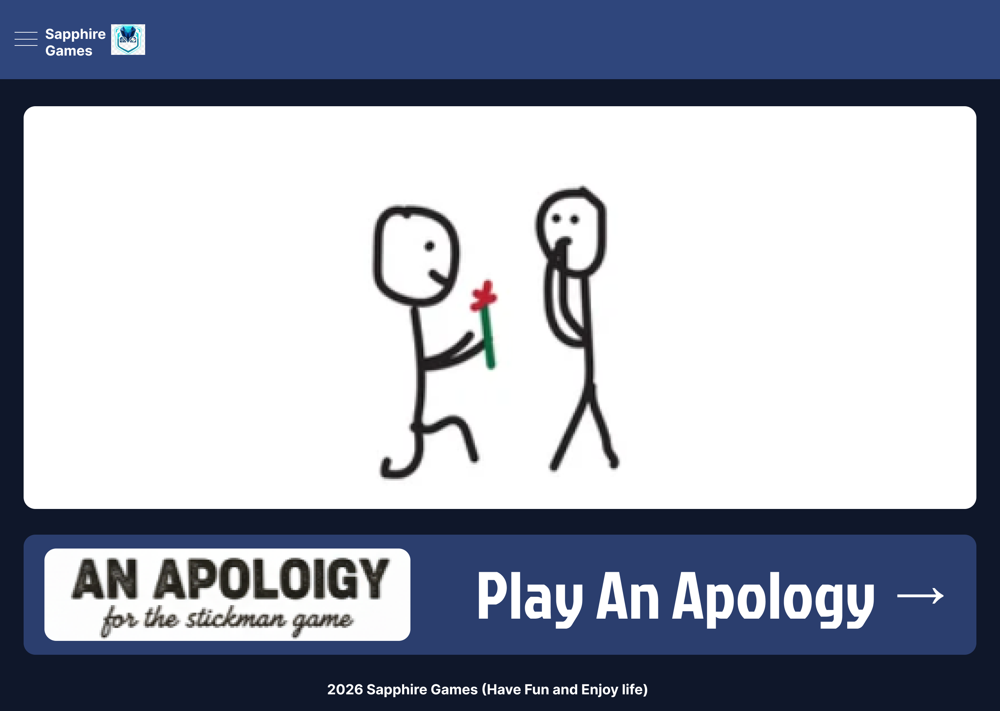 Sapphire
Games
AN APOLOIGY
for the stickman game
Play An Apology →
2026 Sapphire Games (Have Fun and Enjoy life)